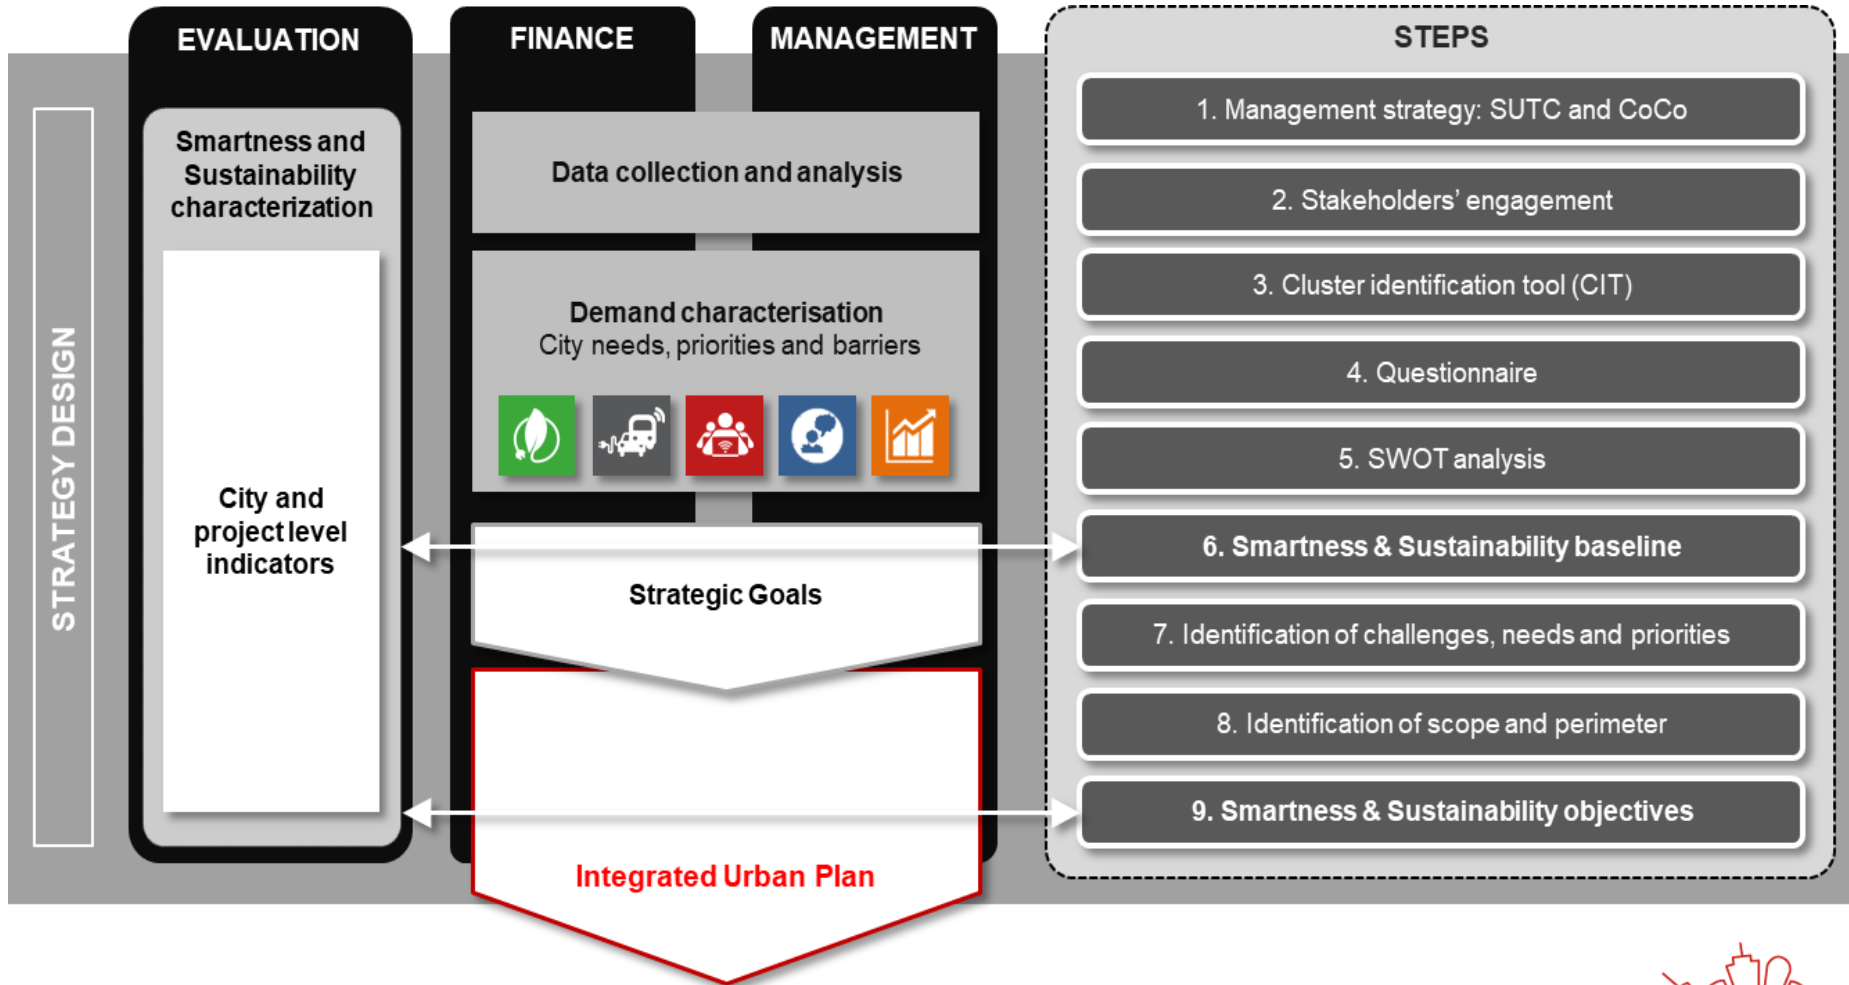 STRATEGY DESIGN
EVALUATION
Smartness and
Sustainability
characterization
City and
project level
indicators
FINANCE
MANAGEMENT
Data collection and analysis
Demand characterisation
City needs, priorities and barriers
Strategic Goals
Integrated Urban Plan
STEPS
1. Management strategy: SUTC and CoCo
2. Stakeholders’ engagement
3. Cluster identification tool (CIT)
4. Questionnaire
5. SWOT analysis
6. Smartness & Sustainability baseline
7. Identification of challenges, needs and priorities
8. Identification of scope and perimeter
9. Smartness & Sustainability objectives